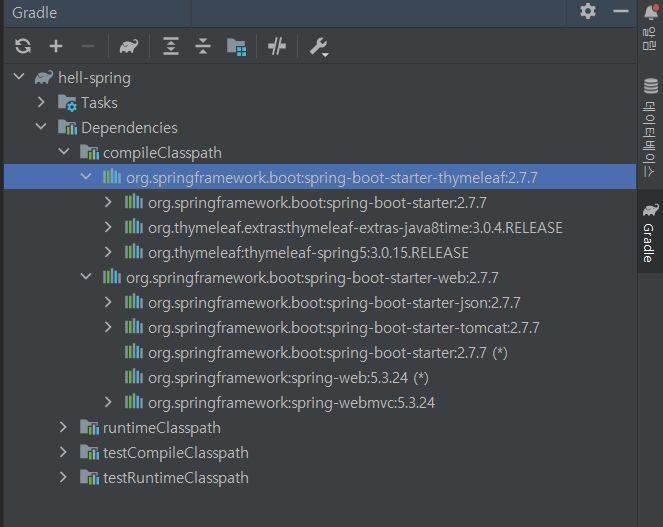 Gradle
hell-spring
Tasks
Dependencies
compileClasspath
org.springframework.boot:spring-boot-starter-thymeleaf:2.7.7
org.springframework.boot:spring-boot-starter:2.7.7
org.thymeleaf.extras:thymeleaf-extras-java8time:3.0.4.RELEASE
org.thymeleaf:thymeleaf-spring5:3.0.15.RELEASE
org.springframework.boot:spring-boot-starter-web:2.7.7
org.springframework.boot:spring-boot-starter-json:2.7.7
org.springframework.boot:spring-boot-starter-tomcat:2.7.7
org.springframework.boot:spring-boot-starter:2.7.7 (*)
org.springframework:spring-web:5.3.24 (*)
org.springframework:spring-webmvc:5.3.24
runtimeClasspath
testCompileClasspath
testRuntimeClasspath
알림
데이터베이스
Gradle